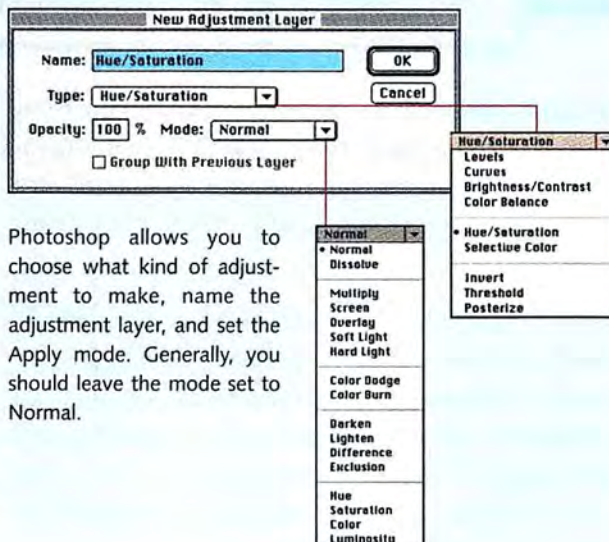 New Adjustment Layer
Name: Hue/Saturation
OK
Type: Hue/Saturation
Cancel
Opacity: 100 % Mode: Normal
Group With Previous Layer
Hue/Saturation
Levels
Curves
Brightness/Contrast
Color Balance
• Hue/Saturation
Selective Color
Invert
Threshold
Posterize
Photoshop allows you to
choose what kind of adjust-
ment to make, name the
adjustment layer, and set the
Apply mode. Generally, you
should leave the mode set to
Normal.
Normal
• Normal
Dissolve
Multiply
Screen
Overlay
Soft Light
Hard Light
Color Dodge
Color Burn
Darken
Lighten
Difference
Exclusion
Hue
Saturation
Color
Luminosity